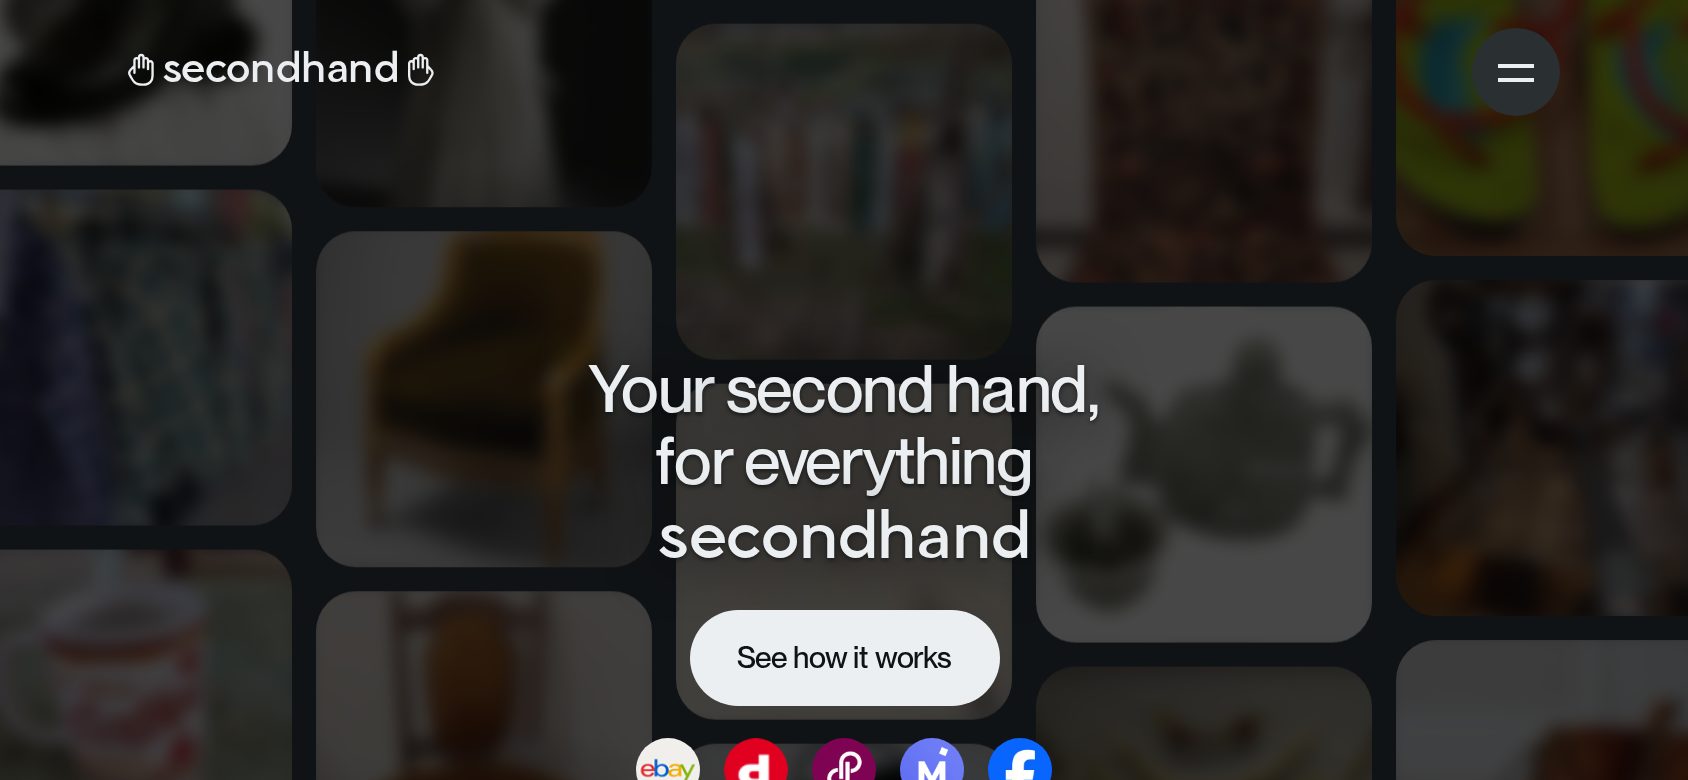 secondhand
Your second hand,
for everything
secondhand
See how it works
ebay